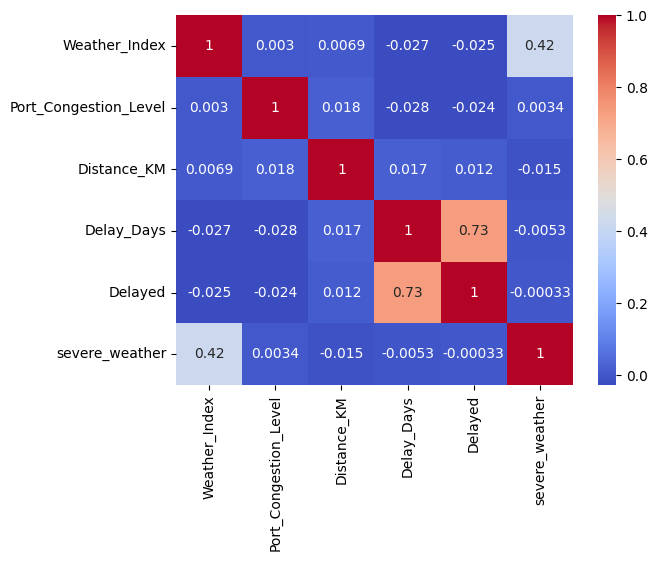 Weather_Index 1 0.003 0.0069 -0.027 -0.025 0.42
Port_Congestion_Level 0.003 1 0.018 -0.028 -0.024 0.0034
Distance_KM 0.0069 0.018 1 0.017 0.012 -0.015
Delay_Days -0.027 -0.028 0.017 1 0.73 -0.0053
Delayed -0.025 -0.024 0.012 0.73 1 -0.00033
severe_weather 0.42 0.0034 -0.015 -0.0053 -0.00033 1
Weather_Index
Port_Congestion_Level
Distance_KM
Delay_Days
Delayed
severe_weather
1.0
0.8
0.6
0.4
0.2
0.0